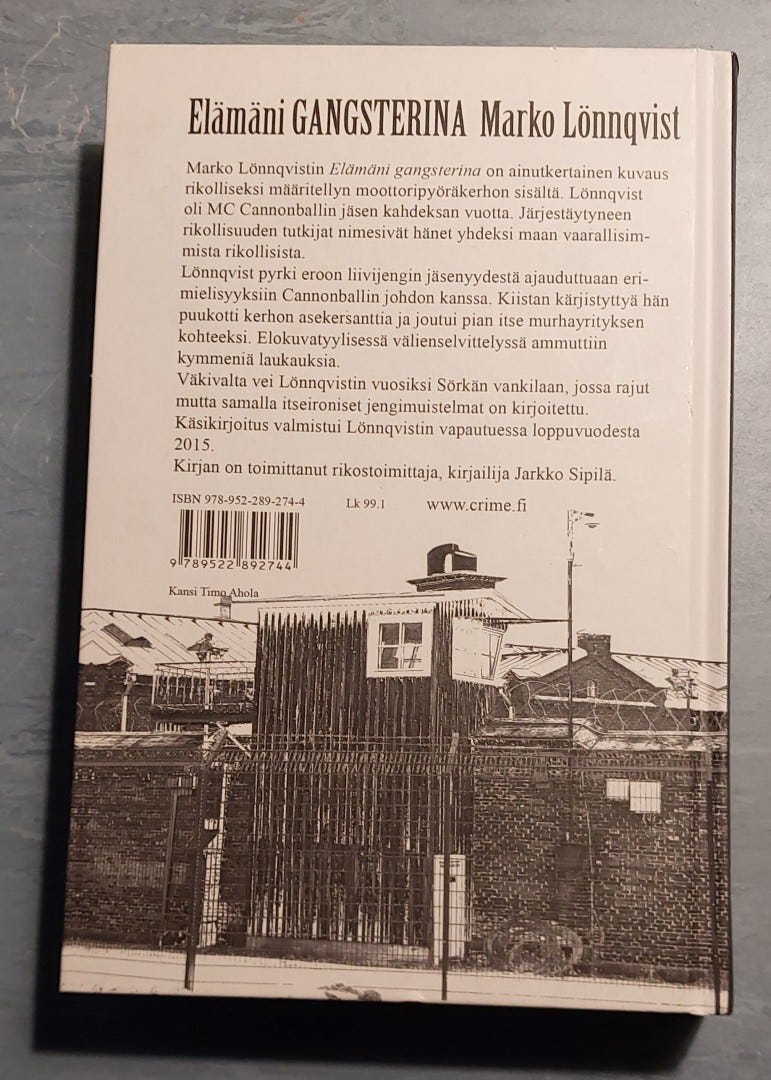 Elämäni GANGSTERINA Marko Lönnqvist
Marko Lönnqvistin Elämäni gangsterina on ainutkertainen kuvaus
rikolliseksi määritellyn moottoripyöräkerhon sisältä. Lönnqvist
oli MC Cannonballin jäsen kahdeksan vuotta. Järjestäytyneen
rikollisuuden tutkijat nimesivät hänet yhdeksi maan vaarallisim-
mista rikollisista.
Lönnqvist pyrki eroon liivijengin jäsenyydestä ajauduttuaan eri-
mielisyyksiin Cannonballin johdon kanssa. Kiistan kärjistyttyä hän
puukotti kerhon asekersanttia ja joutui pian itse murhayrityksen
kohteeksi. Elokuvatyylisessä välienselvittelyssä ammuttiin
kymmeniä laukauksia.
Väkivalta vei Lönnqvistin vuosiksi Sörkän vankilaan, jossa rajut
mutta samalla itseironiset jengimuistelmat on kirjoitettu.
Käsikirjoitus valmistui Lönnqvistin vapautuessa loppuvuodesta
2015.
Kirjan on toimittanut rikostoimittaja, kirjailija Jarkko Sipilä.
ISBN 978-952-289-274-4 Lk 99.1 www.crime.fi
9 789522 892744
Kansi Timo Ahola